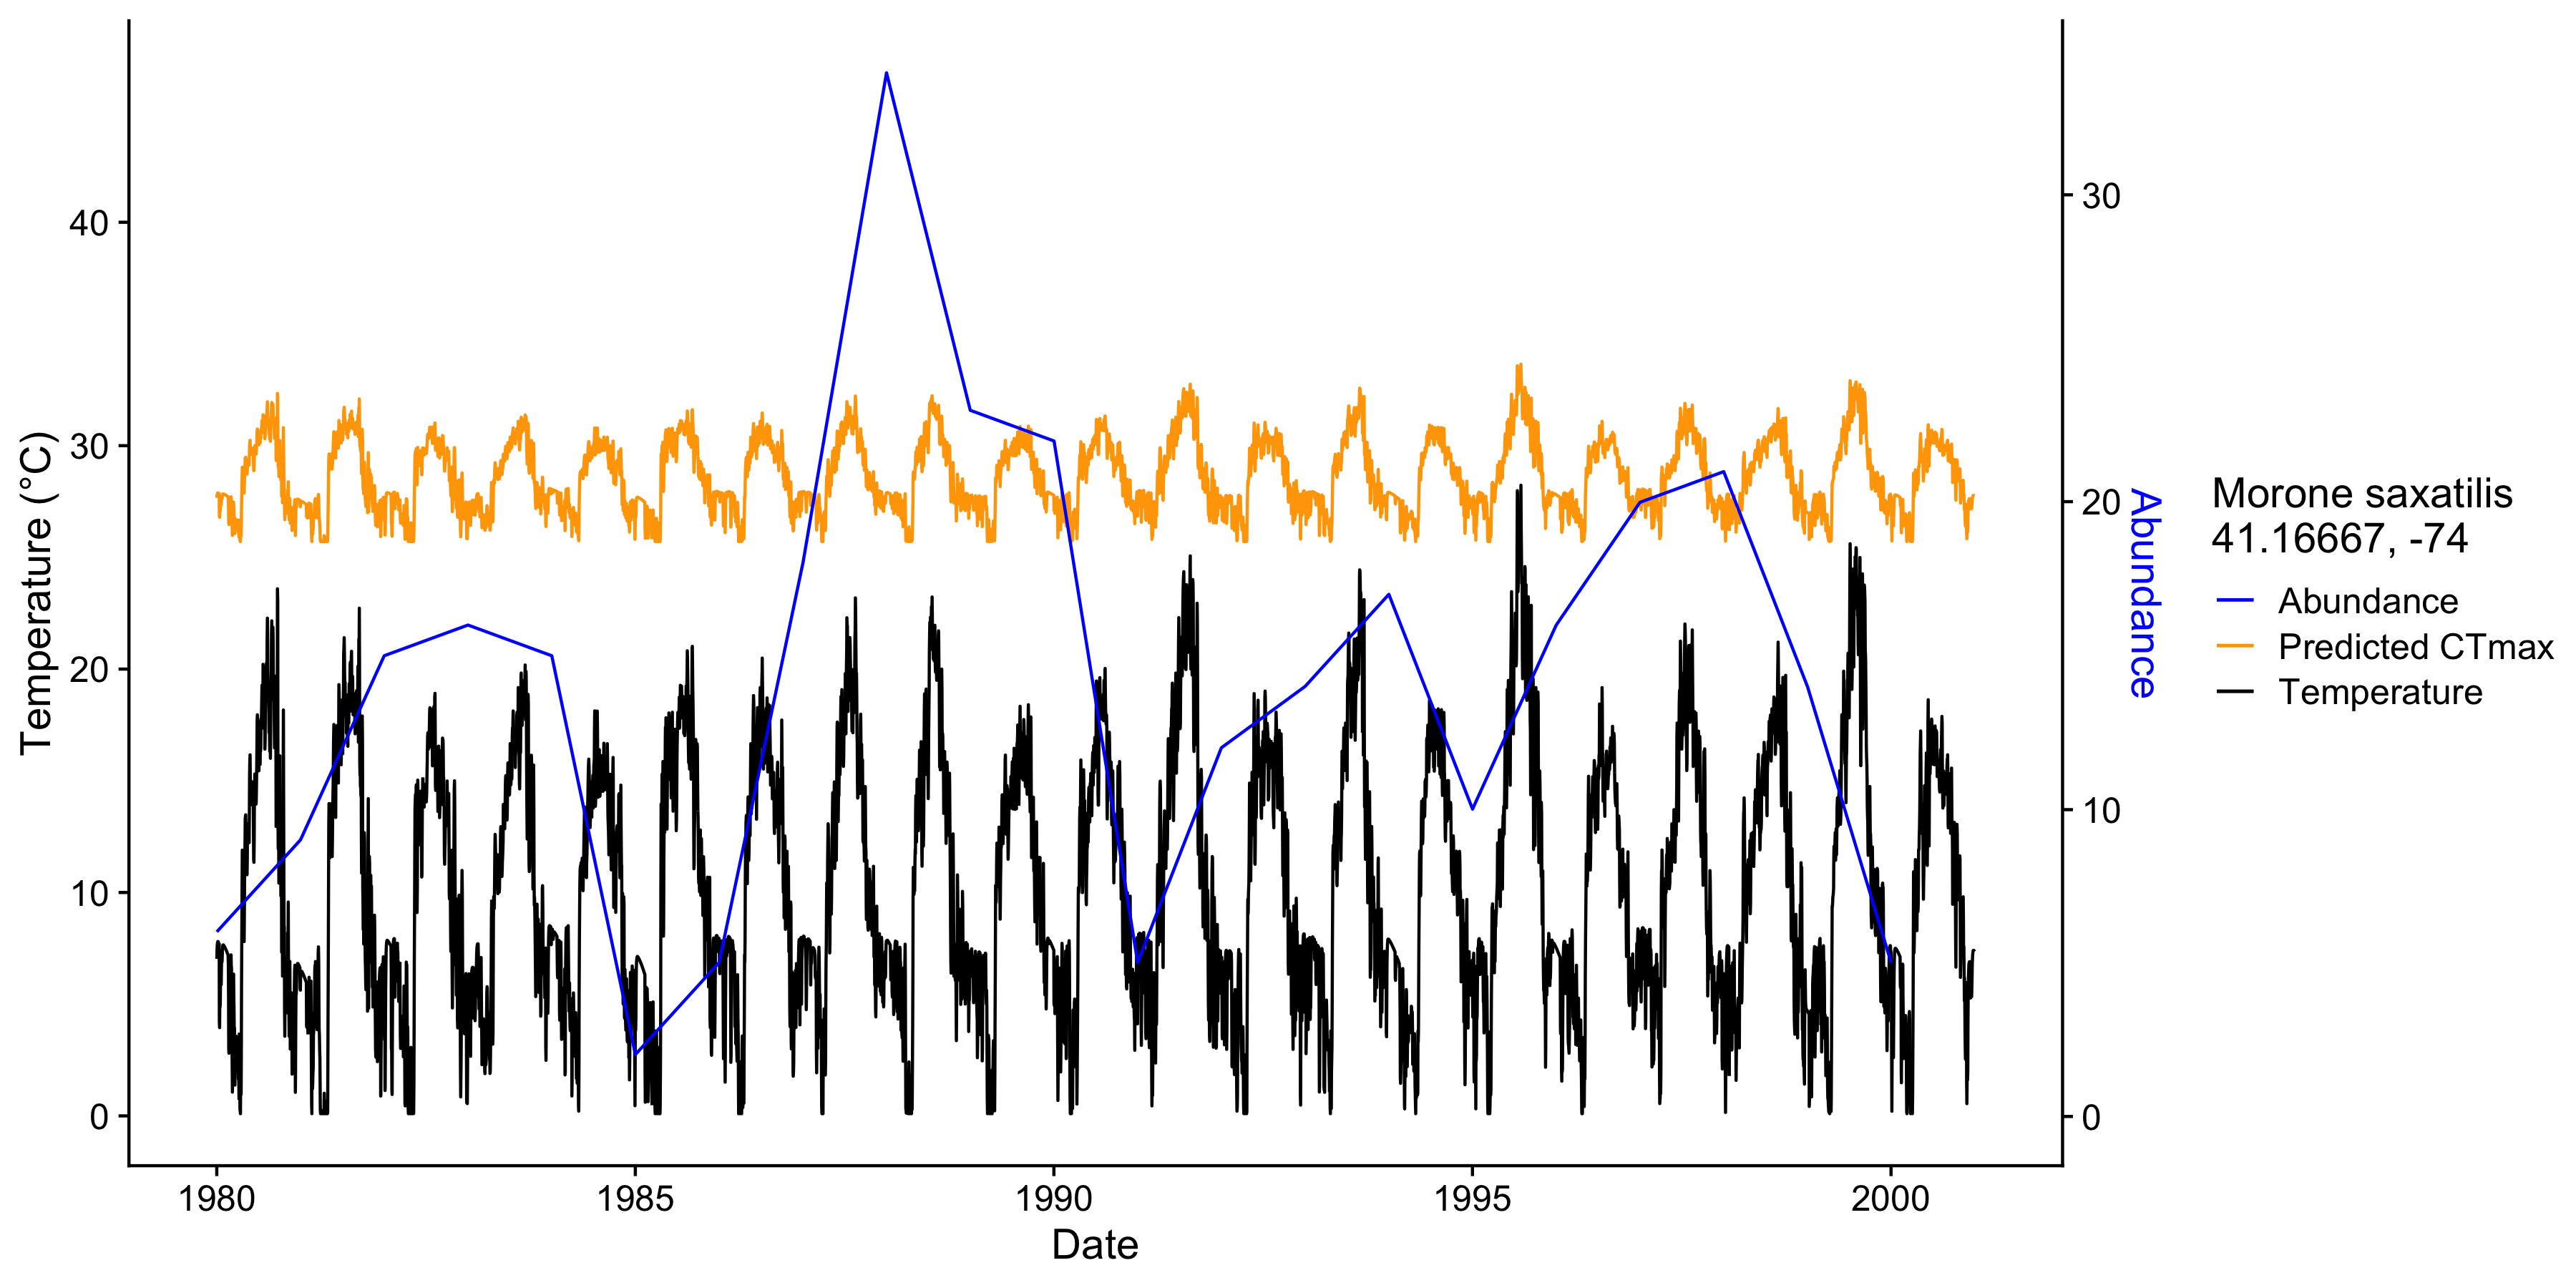 Temperature (°C)
40
30
20
10
0
1980
1985
1990
1995
2000
Date
30
20
10
0
Abundance
Morone saxatilis
41.16667, -74
Abundance
Predicted CTmax
Temperature